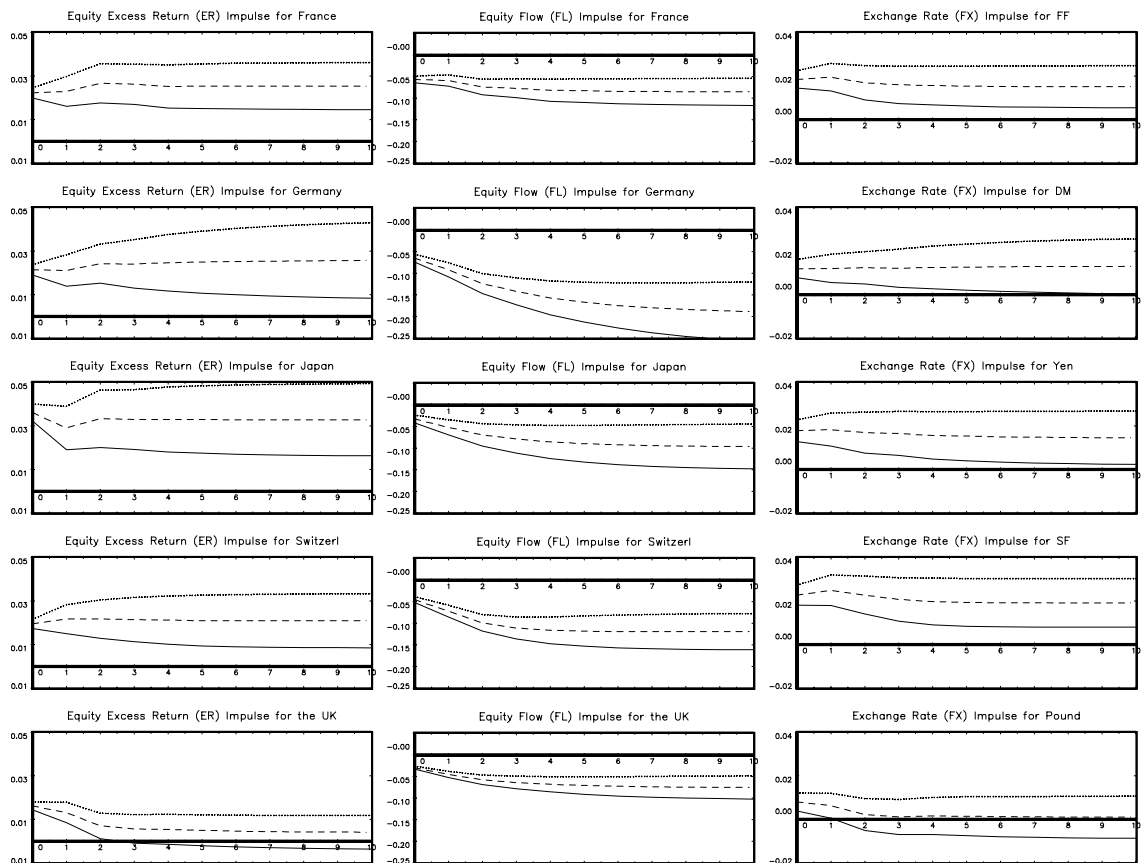 Equity Excess Return (ER) Impulse for France
0.05
0.03
0.01
0.01
0 1 2 3 4 5 6 7 8 9 10
Equity Flow (FL) Impulse for France
-0.00
-0.05
-0.10
-0.15
-0.20
-0.25
0 1 2 3 4 5 6 7 8 9 10
Exchange Rate (FX) Impulse for FF
0.04
0.02
0.00
-0.02
0 1 2 3 4 5 6 7 8 9 10
Equity Excess Return (ER) Impulse for Germany
0.05
0.03
0.01
0.01
0 1 2 3 4 5 6 7 8 9 10
Equity Flow (FL) Impulse for Germany
-0.00
-0.05
-0.10
-0.15
-0.20
-0.25
0 1 2 3 4 5 6 7 8 9 10
Exchange Rate (FX) Impulse for DM
0.04
0.02
0.00
-0.02
0 1 2 3 4 5 6 7 8 9 10
Equity Excess Return (ER) Impulse for Japan
0.05
0.03
0.01
0.01
0 1 2 3 4 5 6 7 8 9 10
Equity Flow (FL) Impulse for Japan
-0.00
-0.05
-0.10
-0.15
-0.20
-0.25
0 1 2 3 4 5 6 7 8 9 10
Exchange Rate (FX) Impulse for Yen
0.04
0.02
0.00
-0.02
0 1 2 3 4 5 6 7 8 9 10
Equity Excess Return (ER) Impulse for Switzerl
0.05
0.03
0.01
0.01
0 1 2 3 4 5 6 7 8 9 10
Equity Flow (FL) Impulse for Switzerl
-0.00
-0.05
-0.10
-0.15
-0.20
-0.25
0 1 2 3 4 5 6 7 8 9 10
Exchange Rate (FX) Impulse for SF
0.04
0.02
0.00
-0.02
0 1 2 3 4 5 6 7 8 9 10
Equity Excess Return (ER) Impulse for the UK
0.05
0.03
0.01
0.01
0 1 2 3 4 5 6 7 8 9 10
Equity Flow (FL) Impulse for the UK
-0.00
-0.05
-0.10
-0.15
-0.20
-0.25
0 1 2 3 4 5 6 7 8 9 10
Exchange Rate (FX) Impulse for Pound
0.04
0.02
0.00
-0.02
0 1 2 3 4 5 6 7 8 9 10